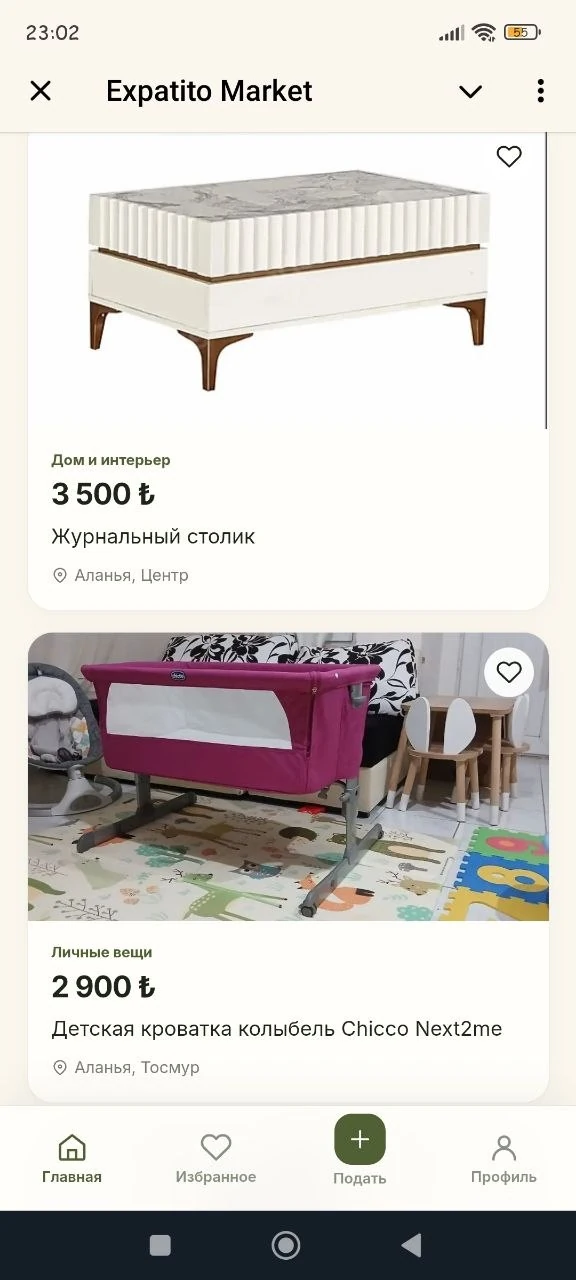 23:02
55
Expatito Market
Дом и интерьер
3 500 ₺
Журнальный столик
Аланья, Центр
chicco
Личные вещи
2 900 ₺
Детская кроватка колыбель Chicco Next2me
Аланья, Тосмур
Главная
Избранное
Подать
Профиль